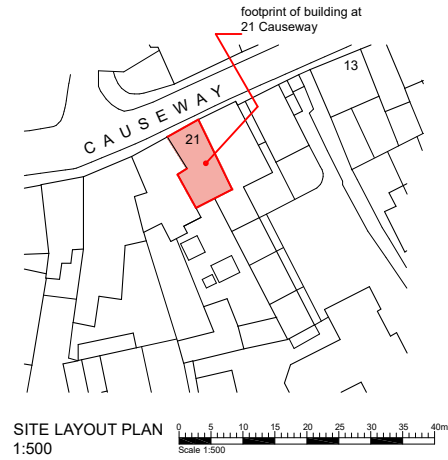 footprint of building at
21 Causeway
13
CAUSEWAY
21
SITE LAYOUT PLAN
1:500
0 5 10 15 20 25 30 35 40m
Scale 1:500